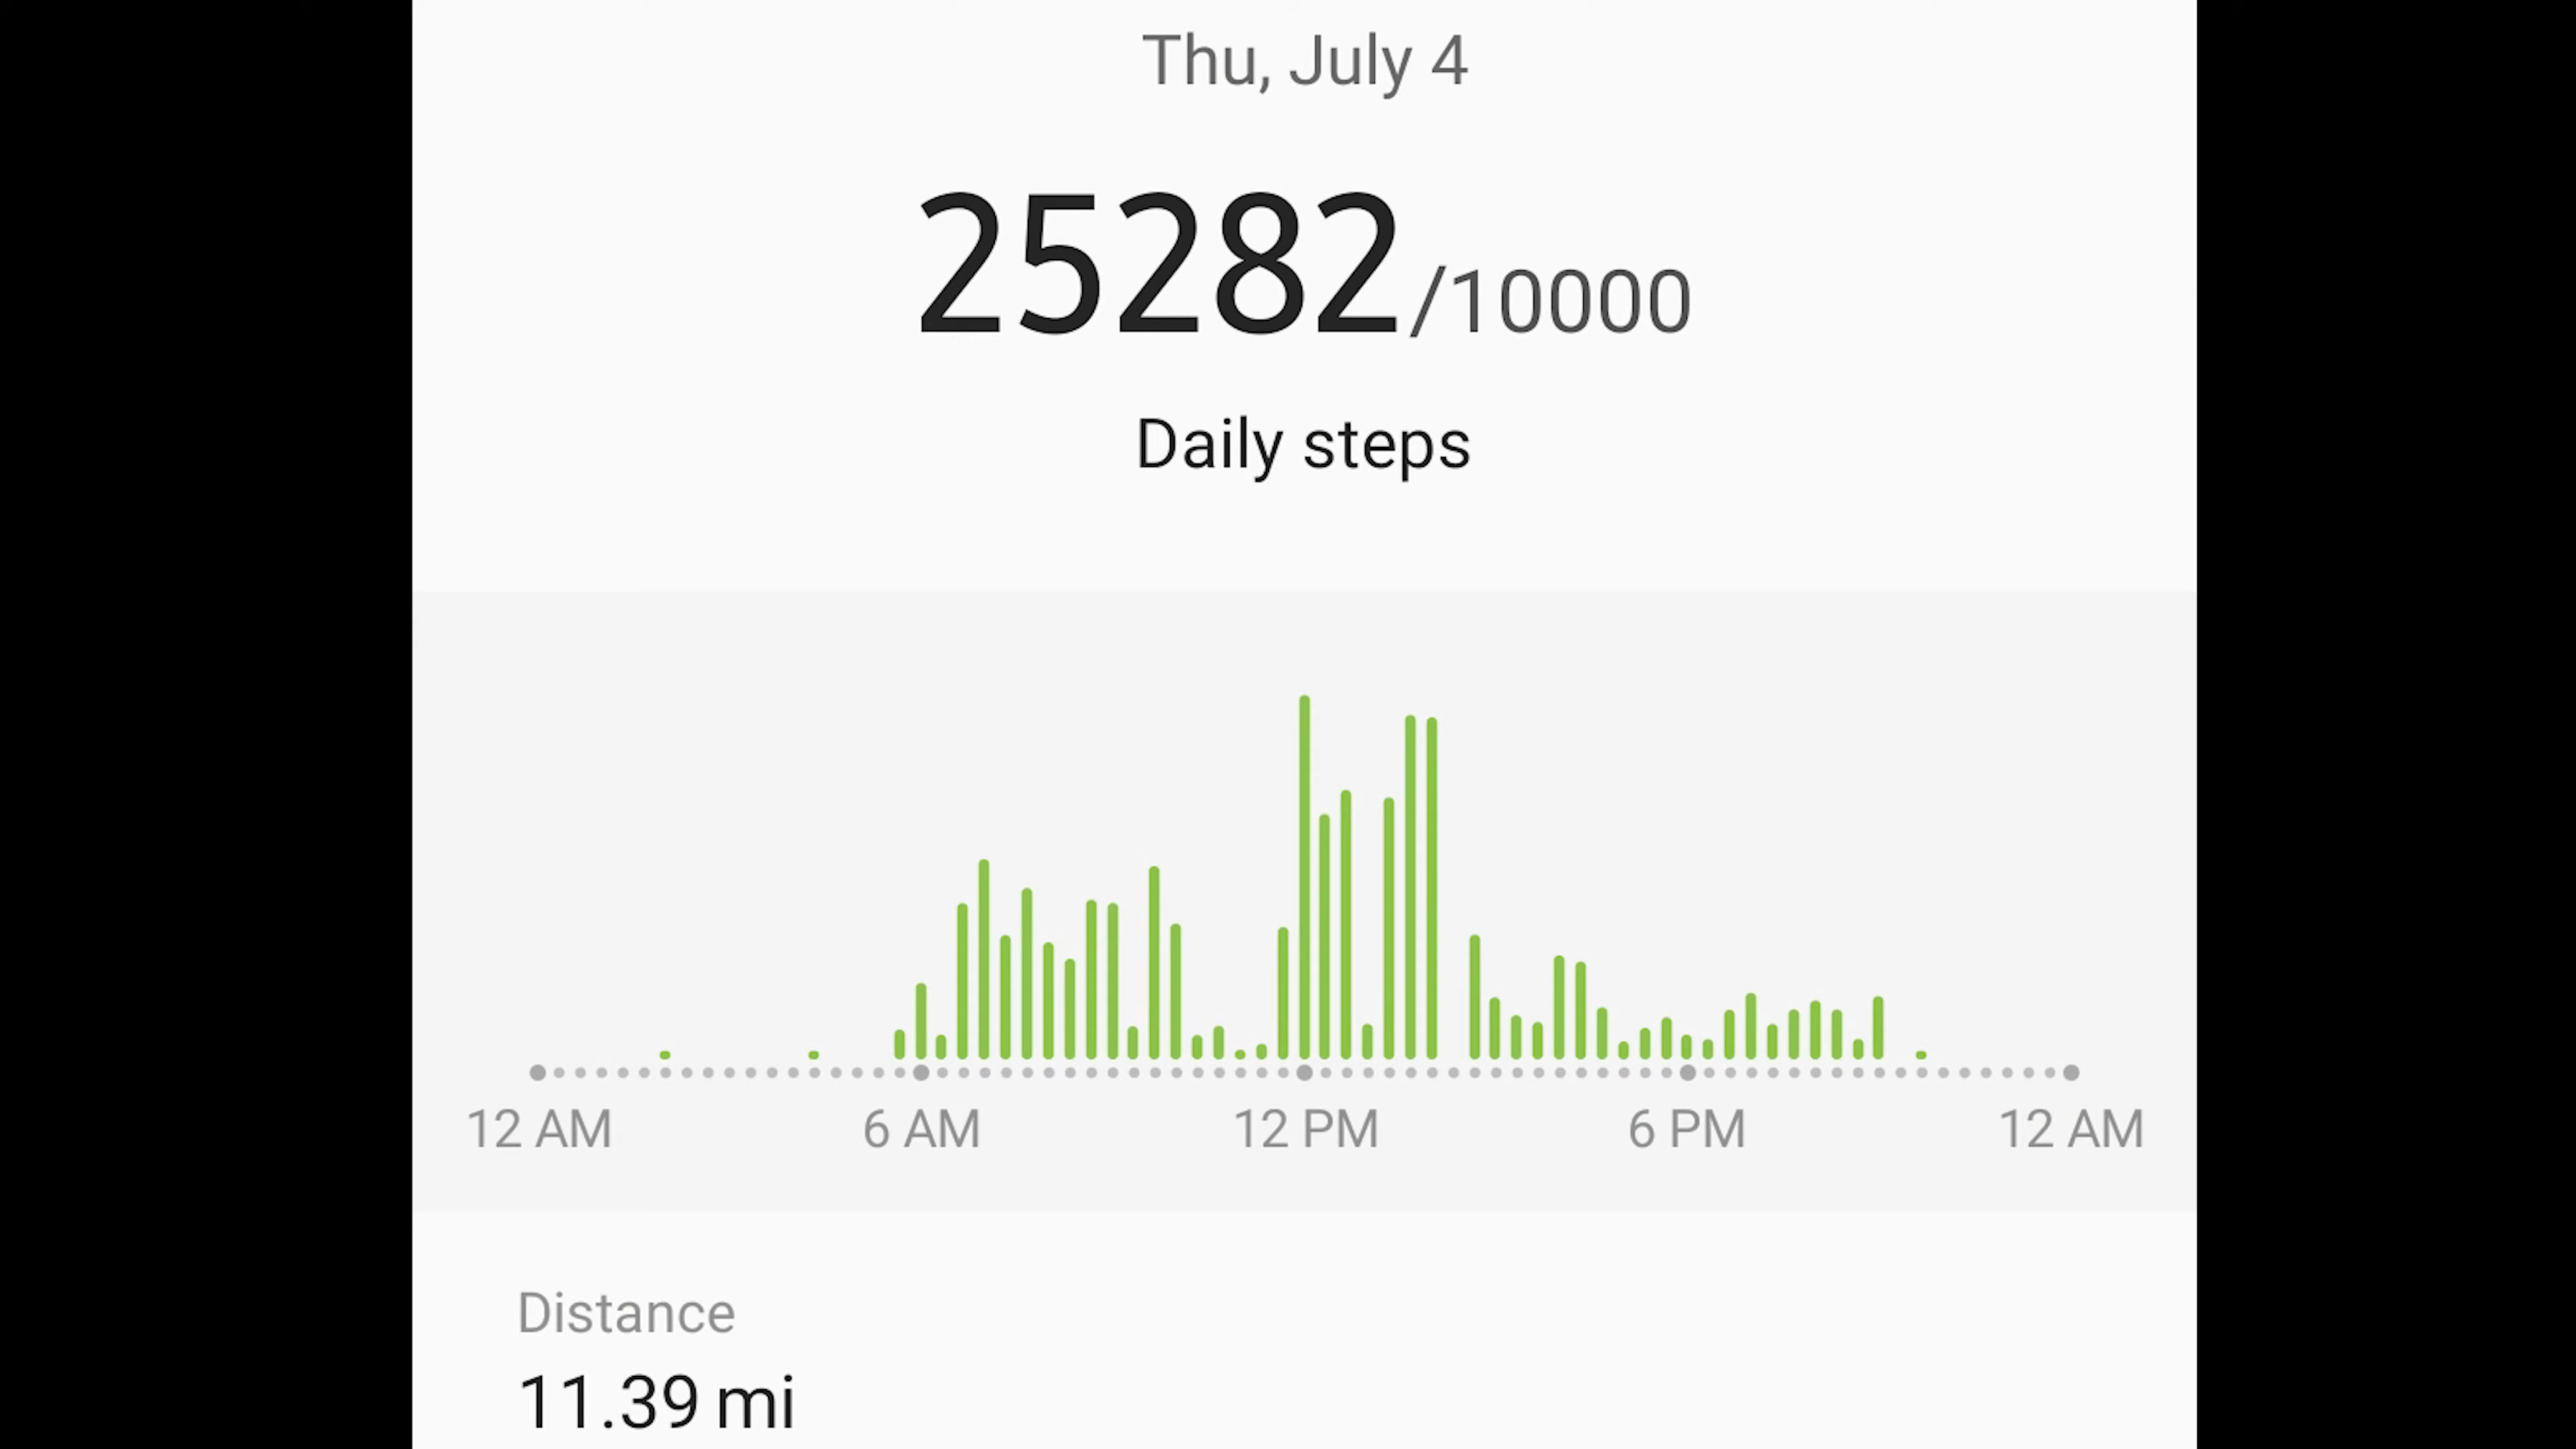 Thu, July 4
25282/10000
Daily steps
12 AM 6 AM 12 PM 6 PM 12 AM
Distance
11.39 mi